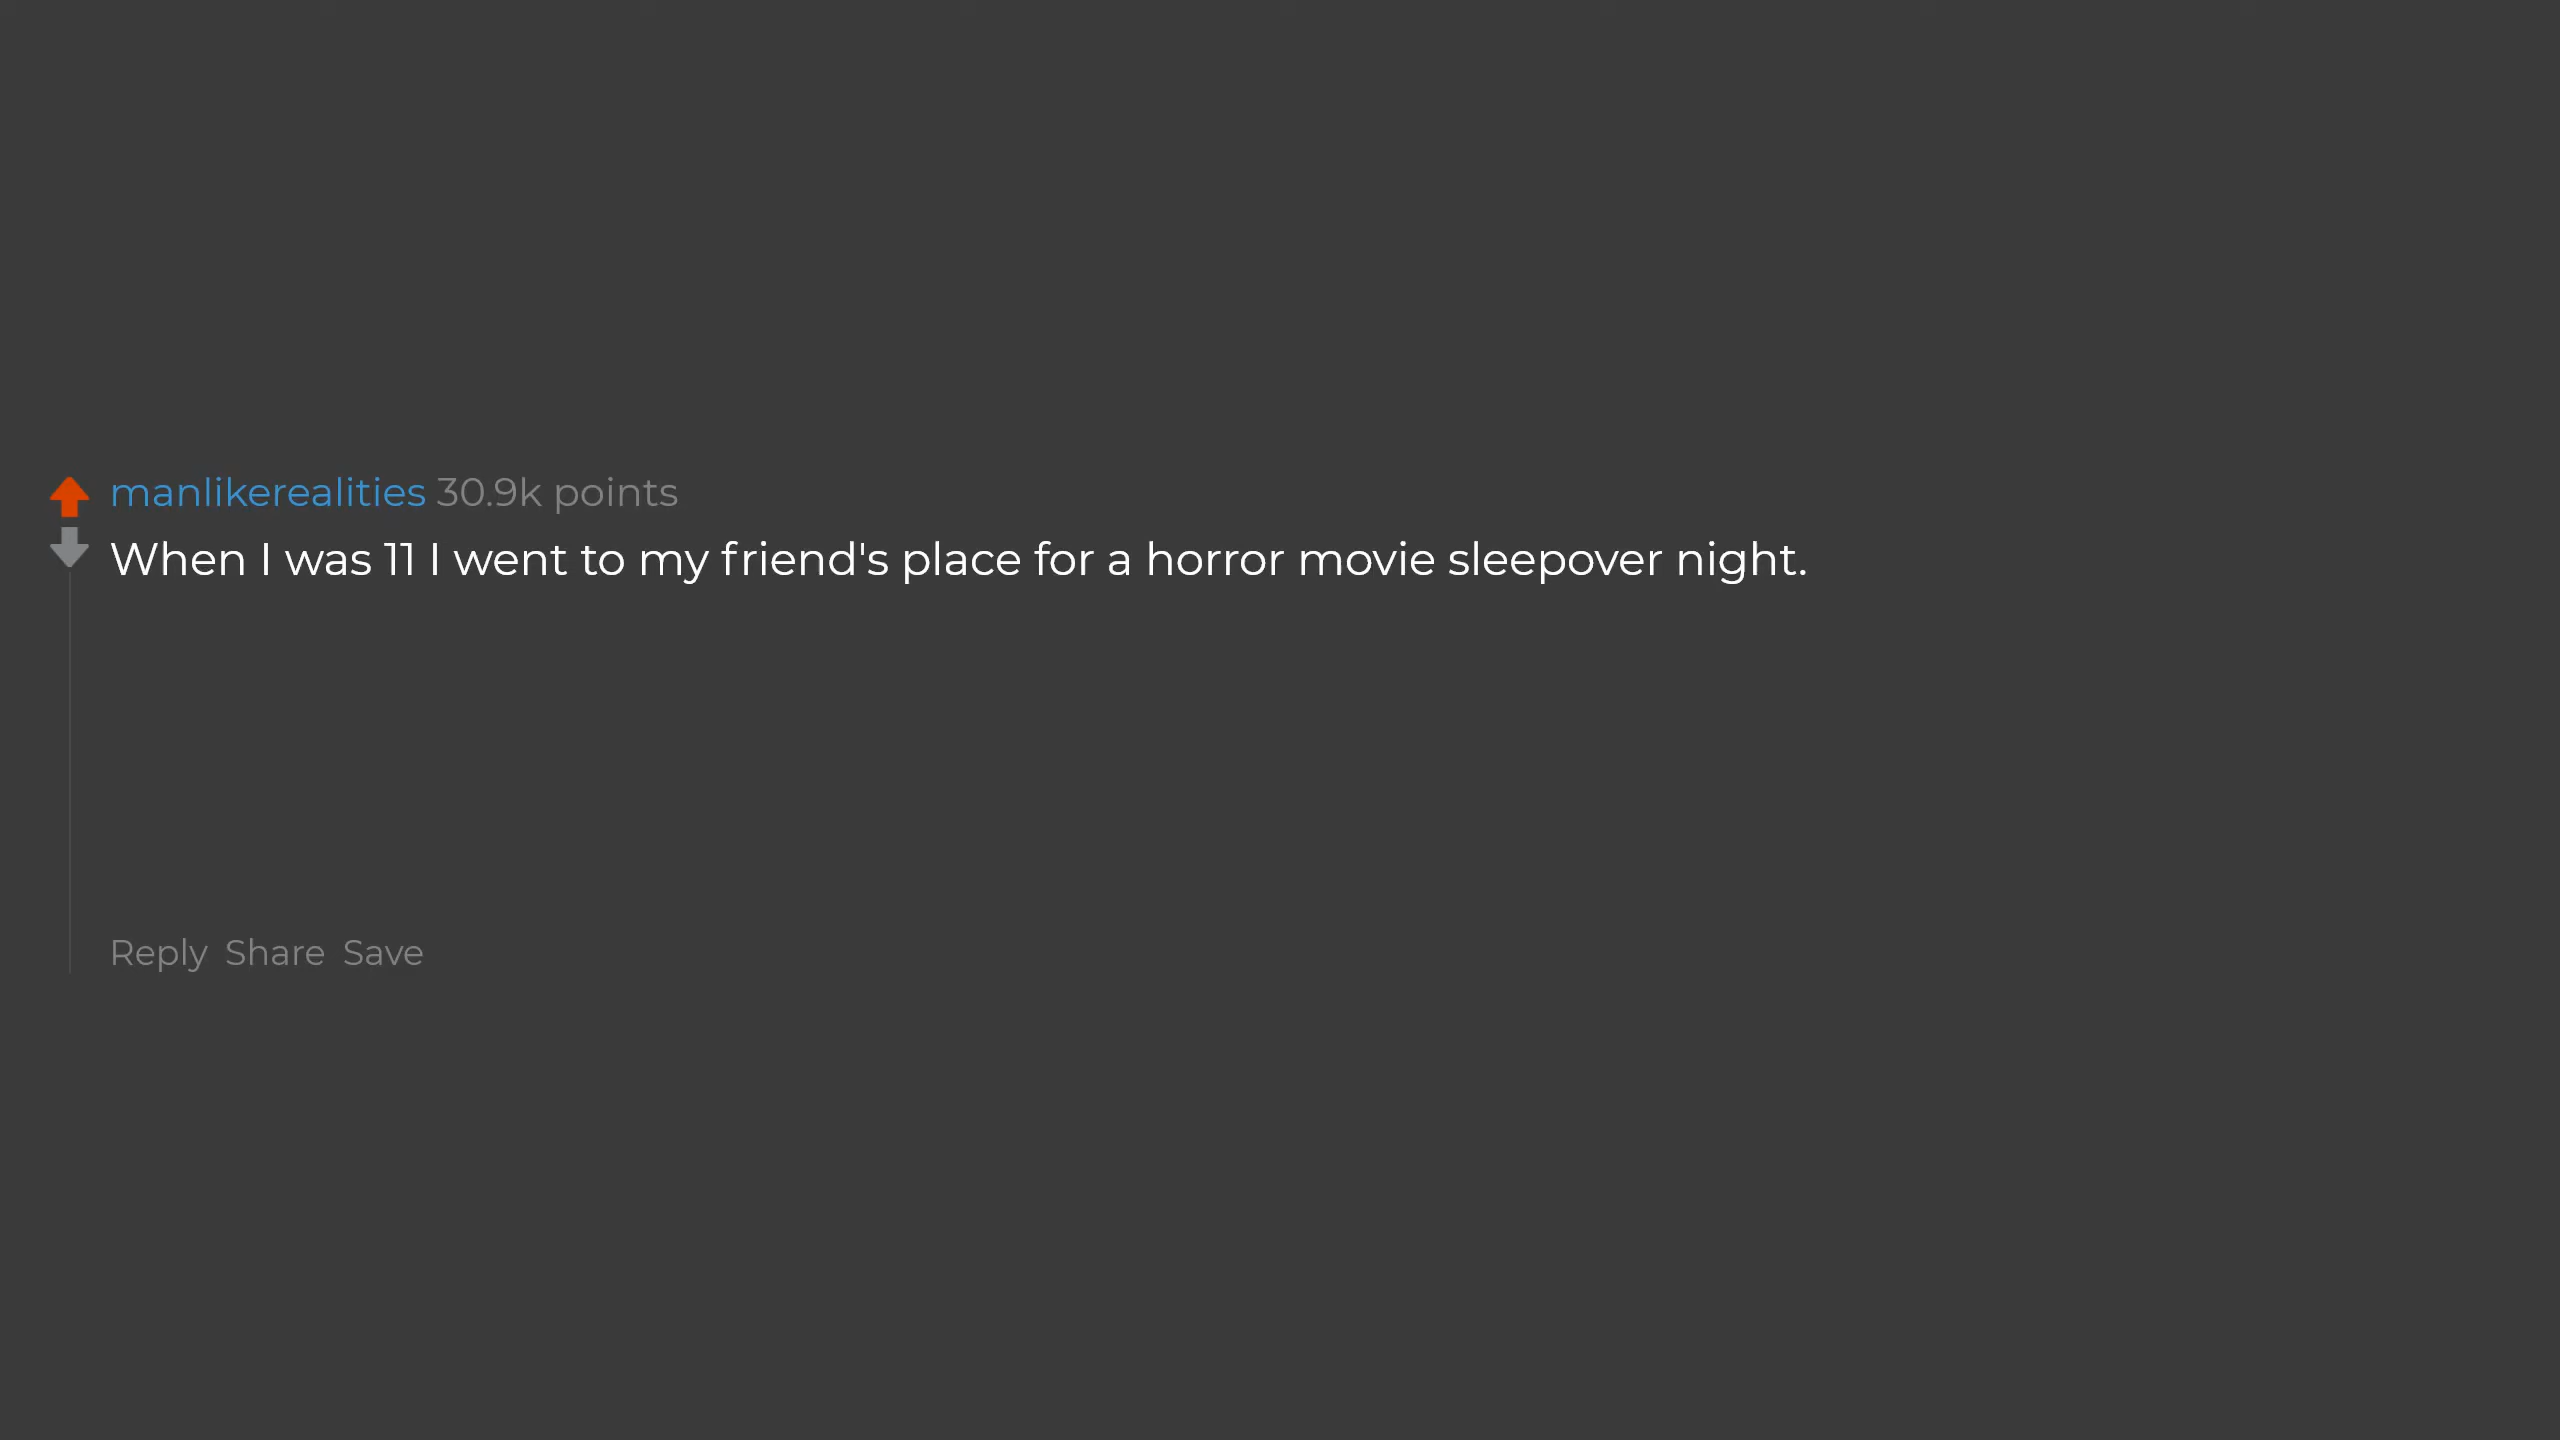 manlikerealities 30.9k points
When I was 11 I went to my friend's place for a horror movie sleepover night.
Reply Share Save